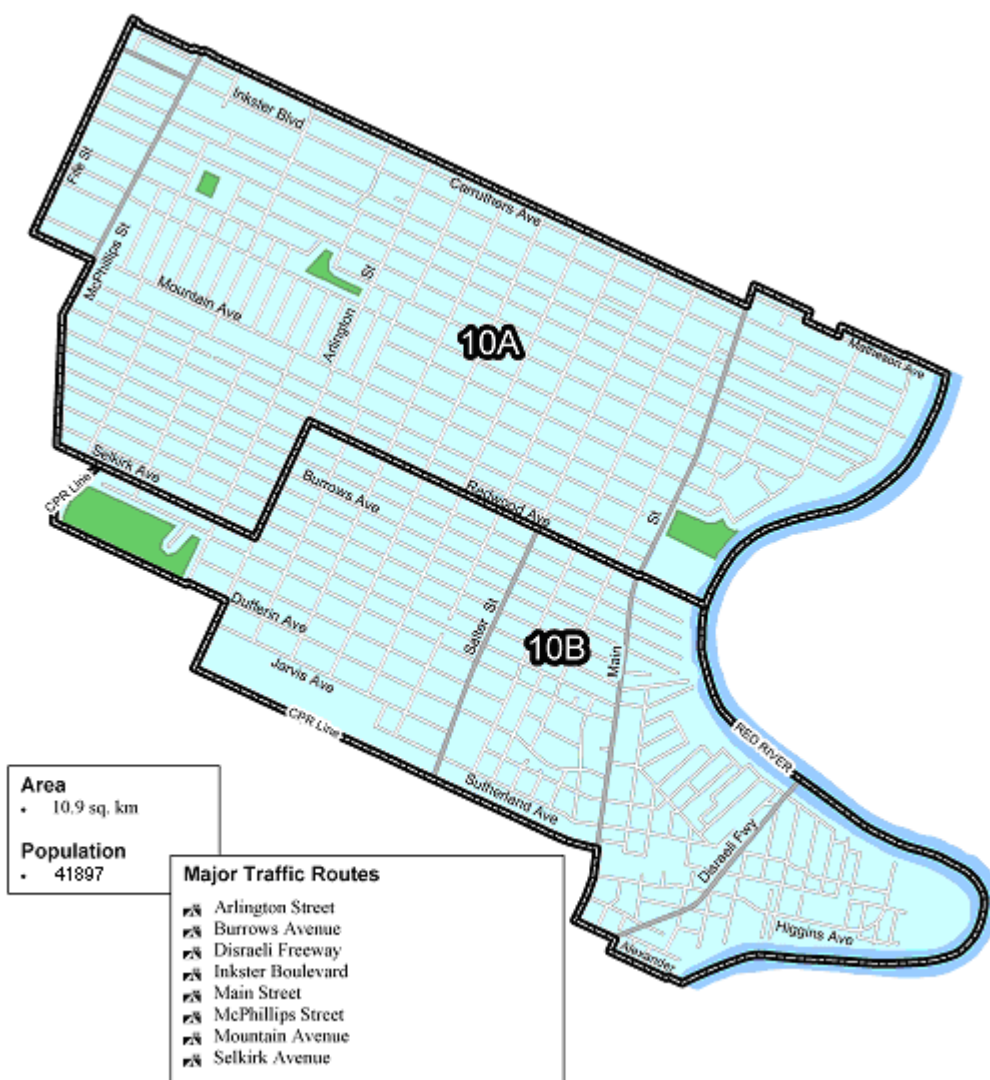 Inkster Blvd
Carruthers Ave
Fife St
McPhillips St
Mountain Ave
Arlington St
10A
Matheson Ave
Selkirk Ave
CPR Line
Burrows Ave
Redwood Ave
St
Dufferin Ave
Salter St
10B
Main
Jarvis Ave
CPR Line
RED RIVER
Sutherland Ave
Disraeli Fwy
Higgins Ave
Alexander
Area
• 10.9 sq. km
Population
• 41897
Major Traffic Routes
Arlington Street
Burrows Avenue
Disraeli Freeway
Inkster Boulevard
Main Street
McPhillips Street
Mountain Avenue
Selkirk Avenue